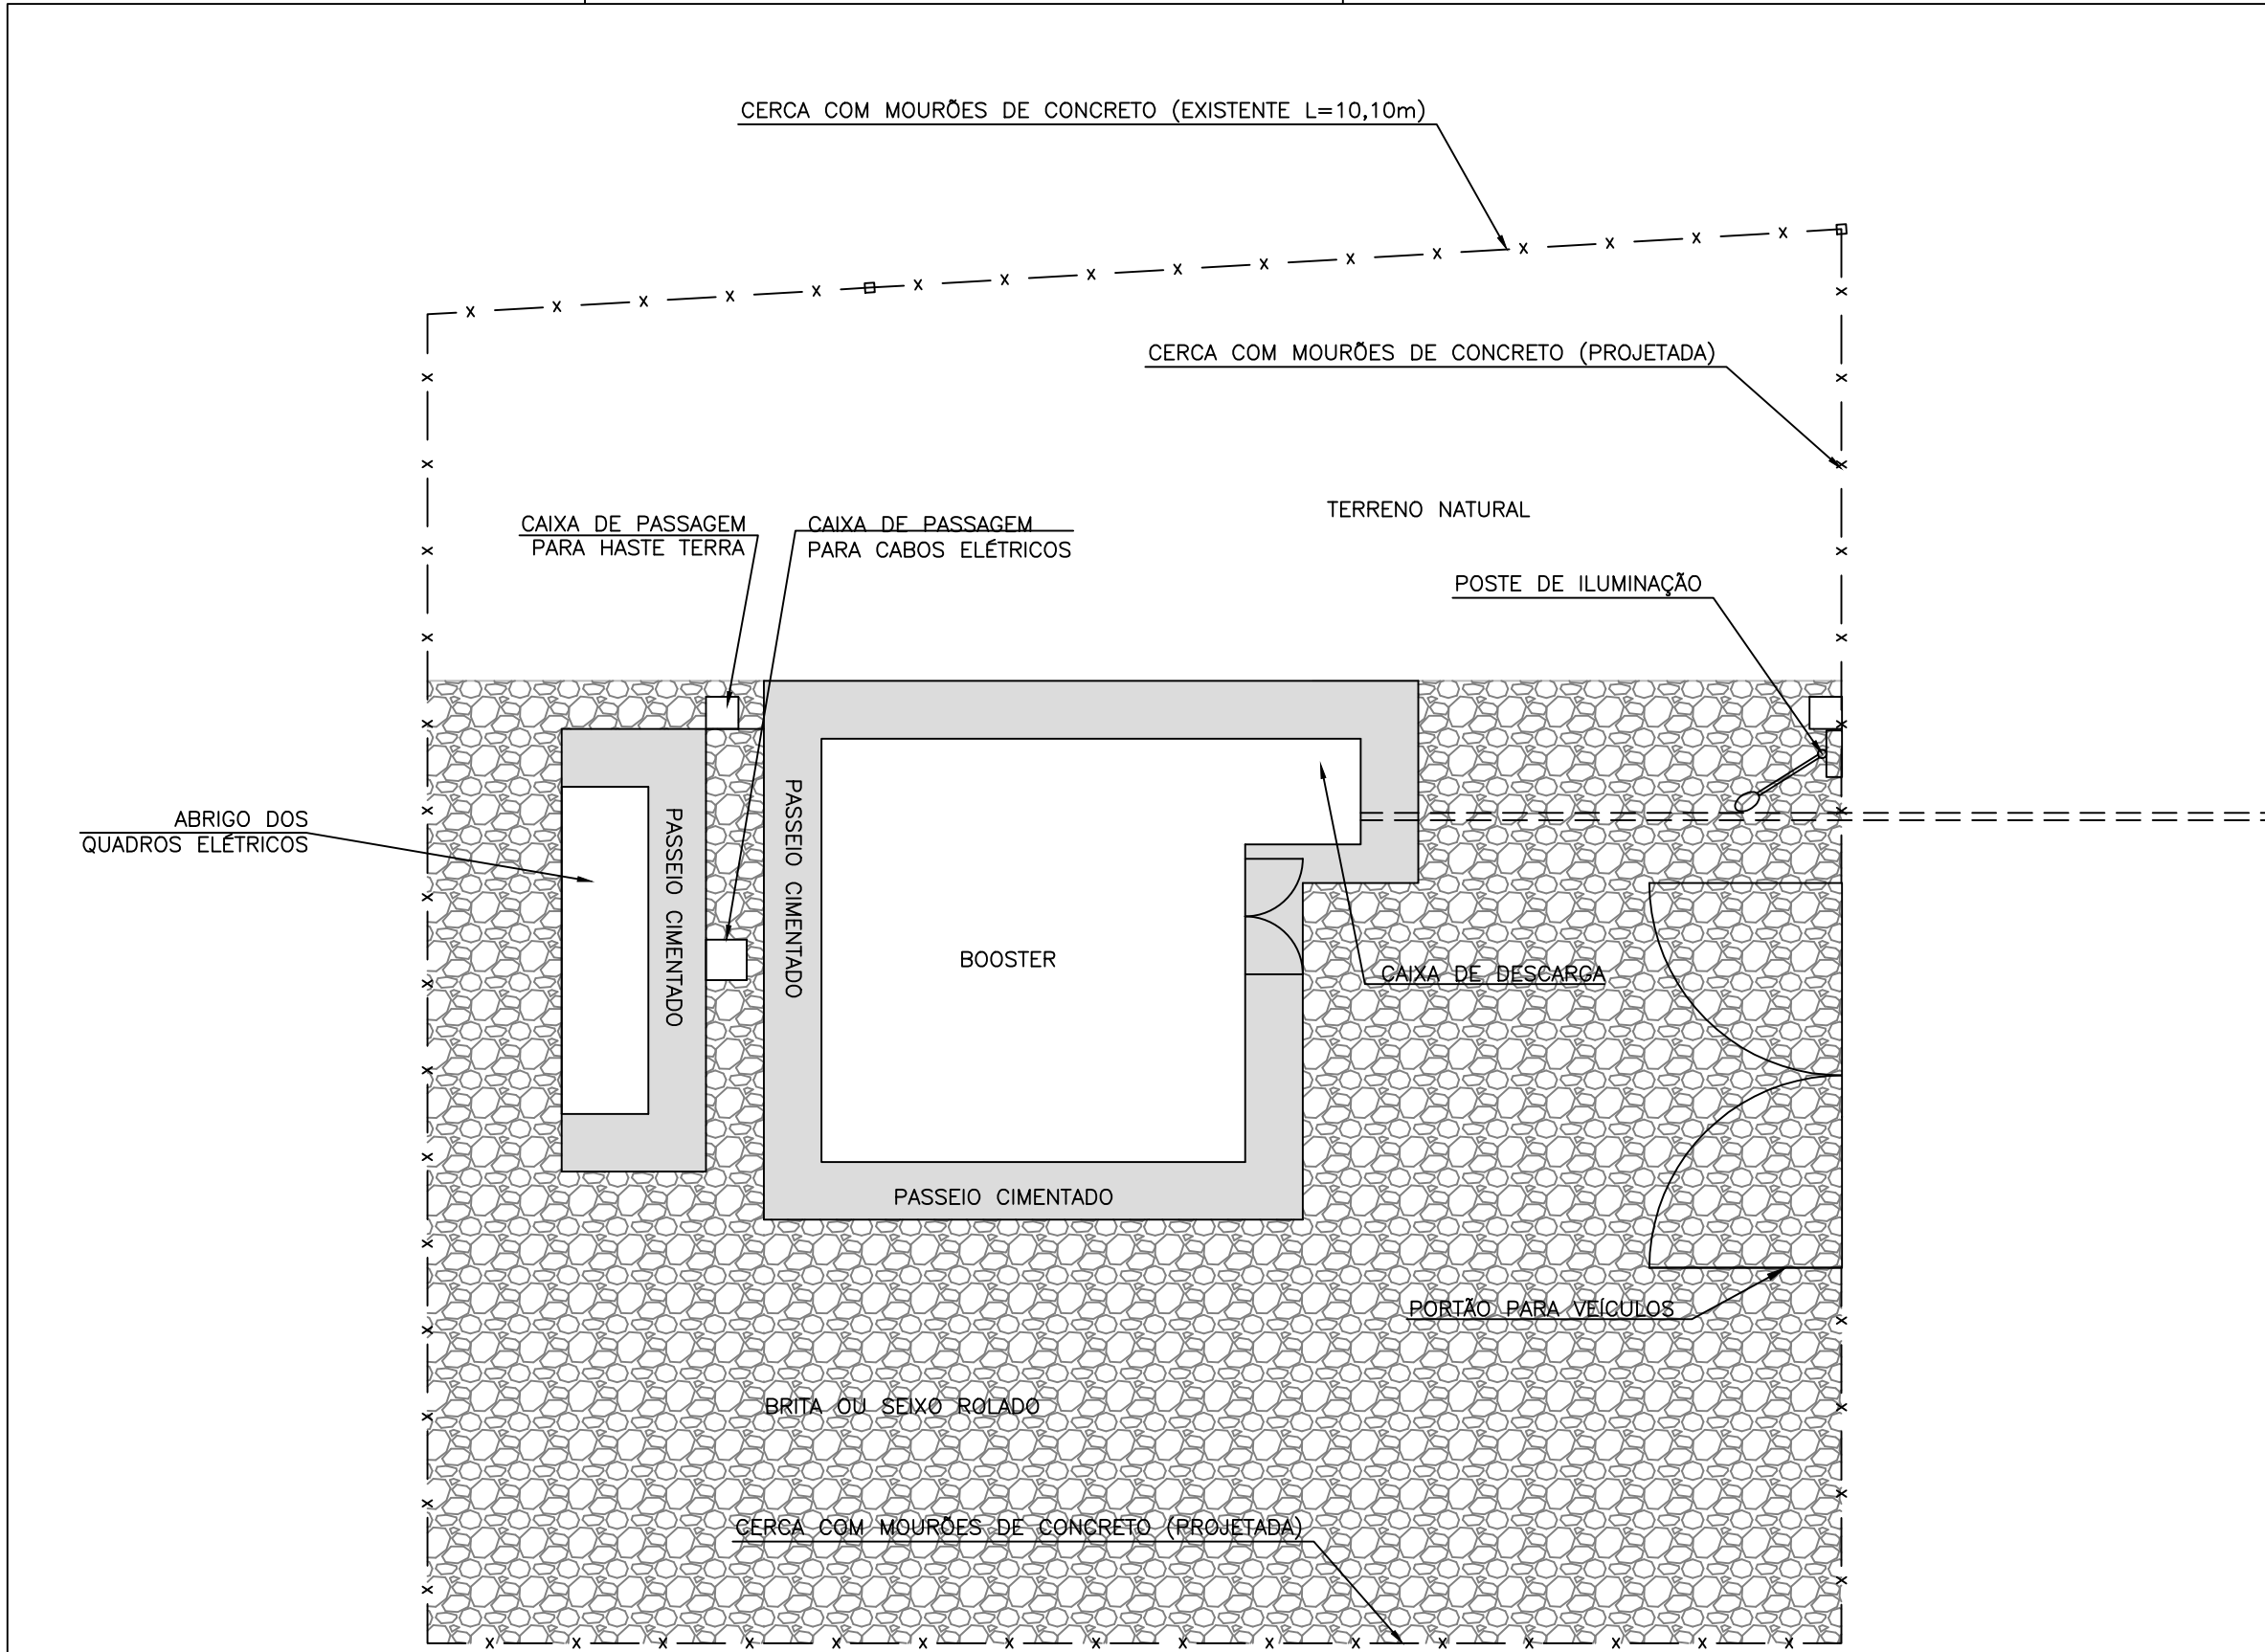 CERCA COM MOURÕES DE CONCRETO (EXISTENTE L=10,10m)
CERCA COM MOURÕES DE CONCRETO (PROJETADA)
TERRENO NATURAL
CAIXA DE PASSAGEM
PARA HASTE TERRA
CAIXA DE PASSAGEM
PARA CABOS ELÉTRICOS
POSTE DE ILUMINAÇÃO
ABRIGO DOS
QUADROS ELÉTRICOS
PASSEIO CIMENTADO
PASSEIO CIMENTADO
BOOSTER
CAIXA DE DESCARGA
PASSEIO CIMENTADO
PORTÃO PARA VEÍCULOS
BRITA OU SEIXO ROLADO
CERCA COM MOURÕES DE CONCRETO (PROJETADA)